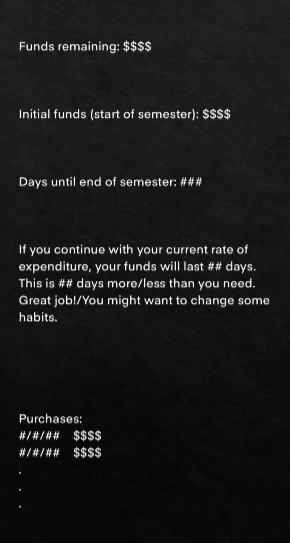 Funds remaining: $$$$
Initial funds (start of semester): $$$$
Days until end of semester: ###
If you continue with your current rate of
expenditure, your funds will last ## days.
This is ## days more/less than you need.
Great job!/You might want to change some
habits.
Purchases:
#/#/## $$$$
#/#/## $$$$
.
.
.